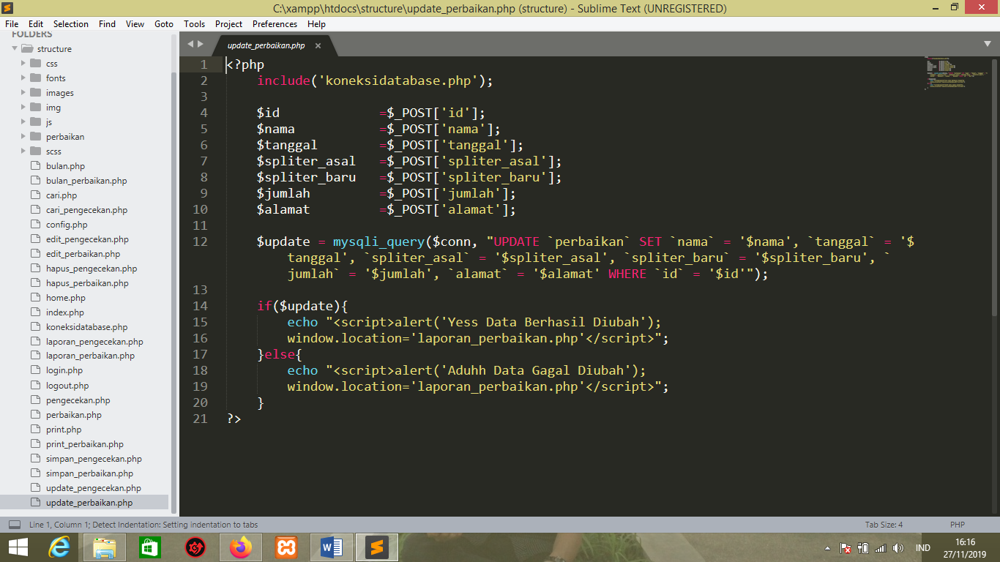 C:\xampp\htdocs\structure\update_perbaikan.php (structure) - Sublime Text (UNREGISTERED)
File Edit Selection Find View Goto Tools Project Preferences Help
FOLDERS
structure
css
fonts
images
img
js
perbaikan
scss
bulan.php
bulan_perbaikan.php
cari.php
cari_pengecekan.php
config.php
edit_pengecekan.php
edit_perbaikan.php
hapus_pengecekan.php
hapus_perbaikan.php
home.php
index.php
koneksidatabase.php
laporan_pengecekan.php
laporan_perbaikan.php
login.php
logout.php
pengecekan.php
perbaikan.php
print.php
print_perbaikan.php
simpan_pengecekan.php
simpan_perbaikan.php
update_pengecekan.php
update_perbaikan.php
update_perbaikan.php ×
1 <?php
2     include('koneksidatabase.php');
3
4     $id             =$_POST['id'];
5     $nama           =$_POST['nama'];
6     $tanggal        =$_POST['tanggal'];
7     $spliter_asal   =$_POST['spliter_asal'];
8     $spliter_baru   =$_POST['spliter_baru'];
9     $jumlah         =$_POST['jumlah'];
10    $alamat         =$_POST['alamat'];
11
12    $update = mysqli_query($conn, "UPDATE `perbaikan` SET `nama` = '$nama', `tanggal` = '$
        tanggal', `spliter_asal` = '$spliter_asal', `spliter_baru` = '$spliter_baru', `
        jumlah` = '$jumlah', `alamat` = '$alamat' WHERE `id` = '$id'");
13
14    if($update){
15        echo "<script>alert('Yess Data Berhasil Diubah');
16        window.location='laporan_perbaikan.php'</script>";
17    }else{
18        echo "<script>alert('Aduhh Data Gagal Diubah');
19        window.location='laporan_perbaikan.php'</script>";
20    }
21 ?>
Line 1, Column 1; Detect Indentation: Setting indentation to tabs
Tab Size: 4
PHP
IND
16:16
27/11/2019